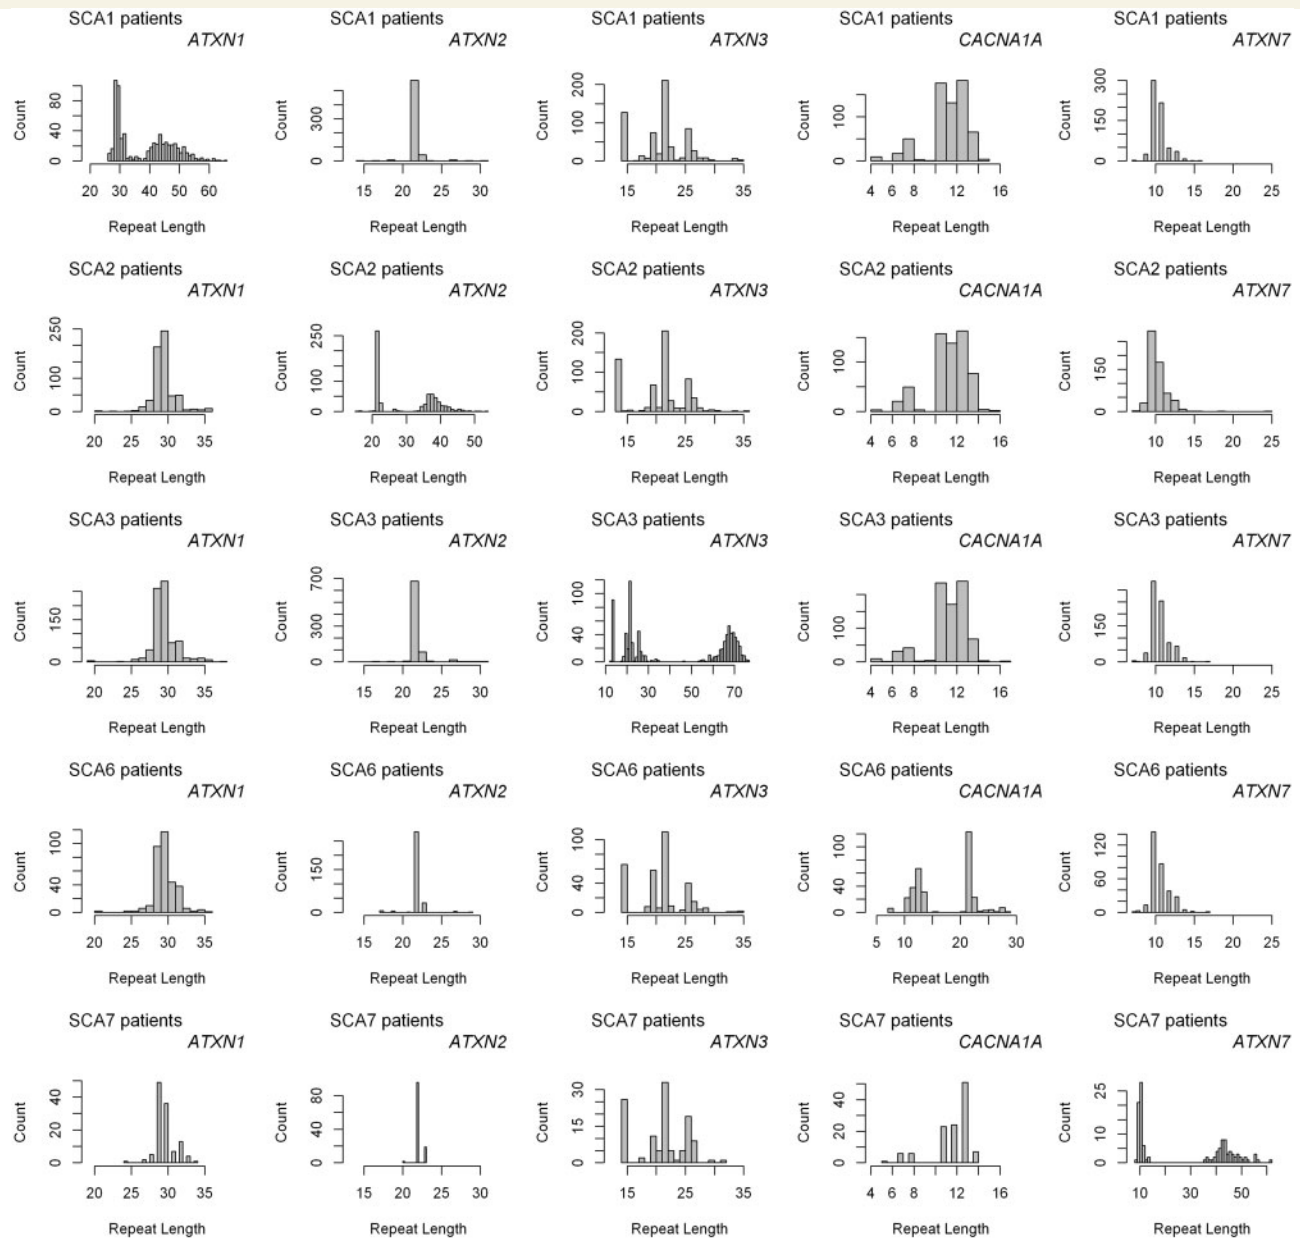 SCA1 patients SCA1 patients SCA1 patients SCA1 patients SCA1 patients
ATXN1 ATXN2 ATXN3 CACNA1A ATXN7
Count 0 40 80 Count 0 300 Count 0 100 200 Count 0 100 Count 0 150 300
20 30 40 50 60 15 20 25 30 15 25 35 4 6 8 12 16 10 15 20 25
Repeat Length Repeat Length Repeat Length Repeat Length Repeat Length
SCA2 patients SCA2 patients SCA2 patients SCA2 patients SCA2 patients
ATXN1 ATXN2 ATXN3 CACNA1A ATXN7
Count 0 100 250 Count 0 100 250 Count 0 100 200 Count 0 100 Count 0 150
20 25 30 35 20 30 40 50 15 25 35 4 6 8 12 16 10 15 20 25
Repeat Length Repeat Length Repeat Length Repeat Length Repeat Length
SCA3 patients SCA3 patients SCA3 patients SCA3 patients SCA3 patients
ATXN1 ATXN2 ATXN3 CACNA1A ATXN7
Count 0 150 Count 0 300 700 Count 0 40 100 Count 0 100 Count 0 150
20 25 30 35 15 20 25 30 10 30 50 70 4 6 8 12 16 10 15 20 25
Repeat Length Repeat Length Repeat Length Repeat Length Repeat Length
SCA6 patients SCA6 patients SCA6 patients SCA6 patients SCA6 patients
ATXN1 ATXN2 ATXN3 CACNA1A ATXN7
Count 0 40 100 Count 0 150 Count 0 40 100 Count 0 40 100 Count 0 60 120
20 25 30 35 15 20 25 30 15 25 35 5 10 20 30 10 15 20 25
Repeat Length Repeat Length Repeat Length Repeat Length Repeat Length
SCA7 patients SCA7 patients SCA7 patients SCA7 patients SCA7 patients
ATXN1 ATXN2 ATXN3 CACNA1A ATXN7
Count 0 20 40 Count 0 40 80 Count 0 15 30 Count 0 20 40 Count 0 10 25
20 25 30 35 15 20 25 30 15 25 35 4 6 8 12 16 10 30 50
Repeat Length Repeat Length Repeat Length Repeat Length Repeat Length